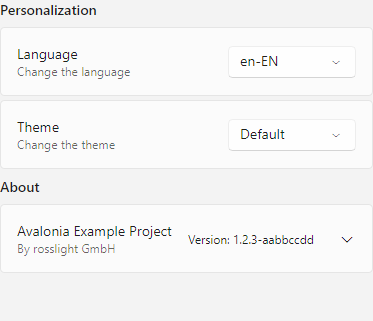 Personalization
Language
Change the language
en-EN
Theme
Change the theme
Default
About
Avalonia Example Project
By rosslight GmbH
Version: 1.2.3-aabbccdd